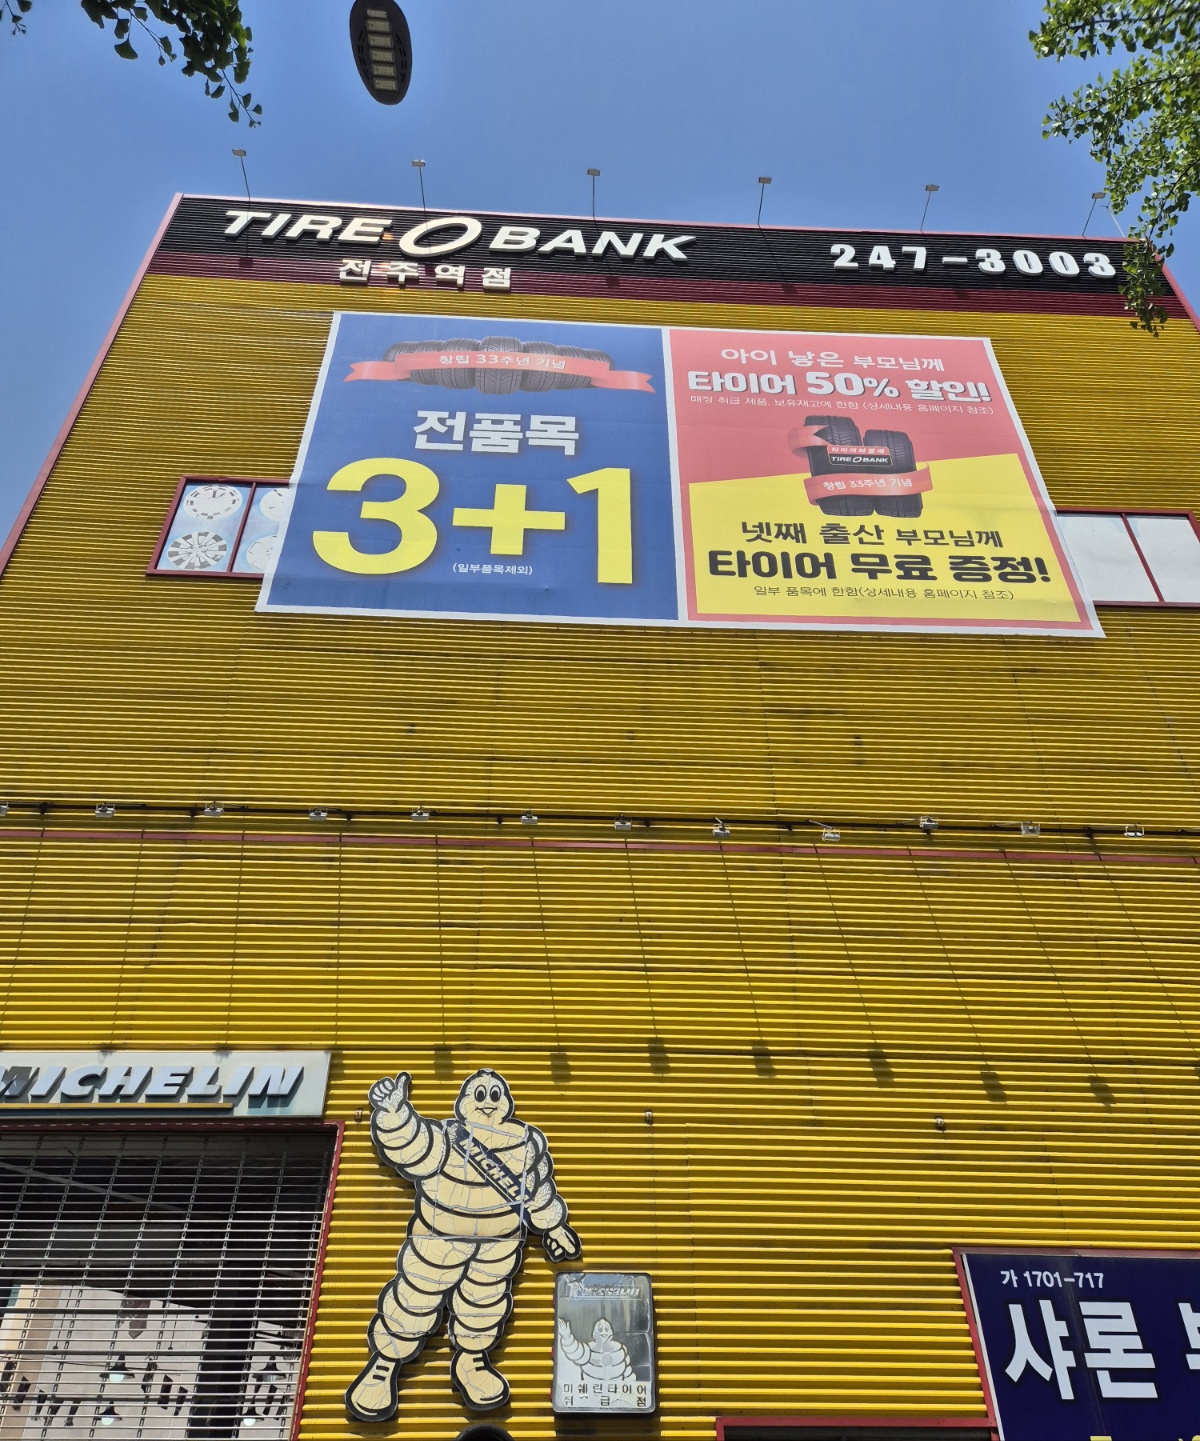 TIRE BANK
247-3003
전주역점
창립 33주년 기념
전품목
3+1
(일부품목제외)
아이 낳은 부모님께
타이어 50% 할인!
매장 취급 제품, 보유재고에 한함 (상세내용 홈페이지 참조)
TIRE BANK
창립 33주년 기념
넷째 출산 부모님께
타이어 무료 증정!
일부 품목에 한함(상세내용 홈페이지 참조)
MICHELIN
MICHEL
MICHELIN
미쉐린타이어
취급점
가 1701-717
샤론